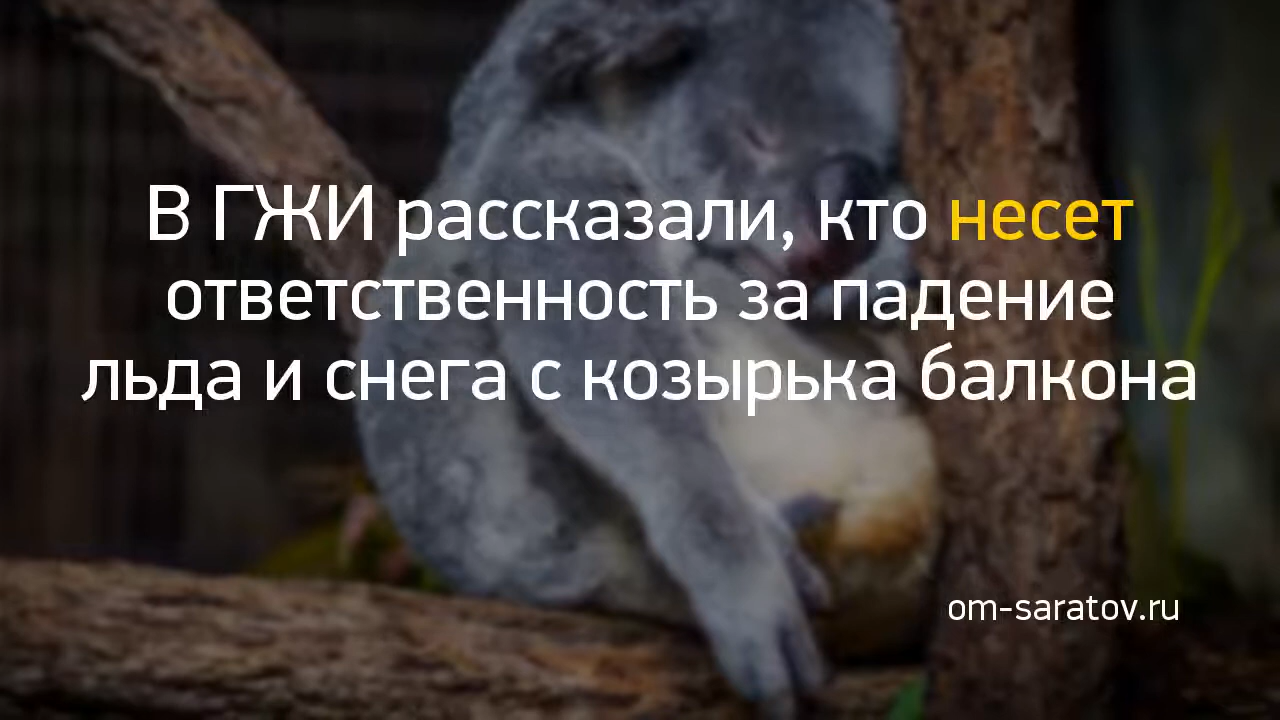 В ГЖИ рассказали, кто несет
ответственность за падение
льда и снега с козырька балкона
om-saratov.ru